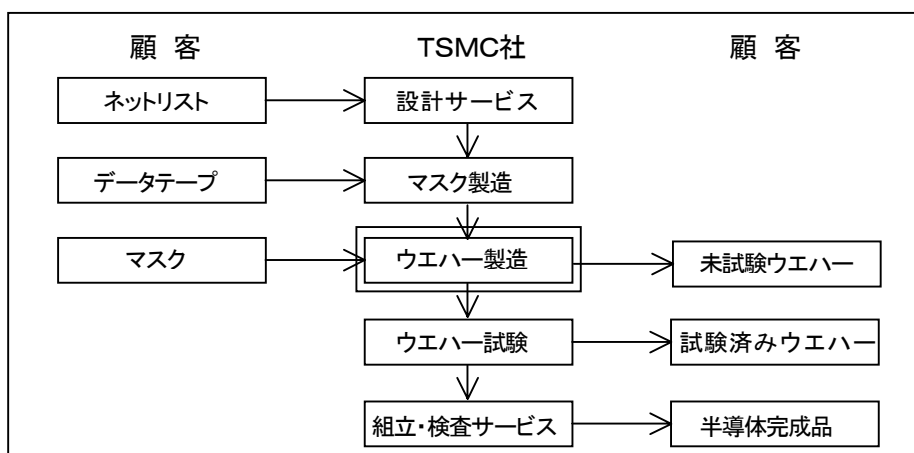 顧 客 TSMC社 顧 客
ネットリスト 設計サービス
データテープ マスク製造
マスク ウエハー製造 未試験ウエハー
ウエハー試験 試験済みウエハー
組立・検査サービス 半導体完成品